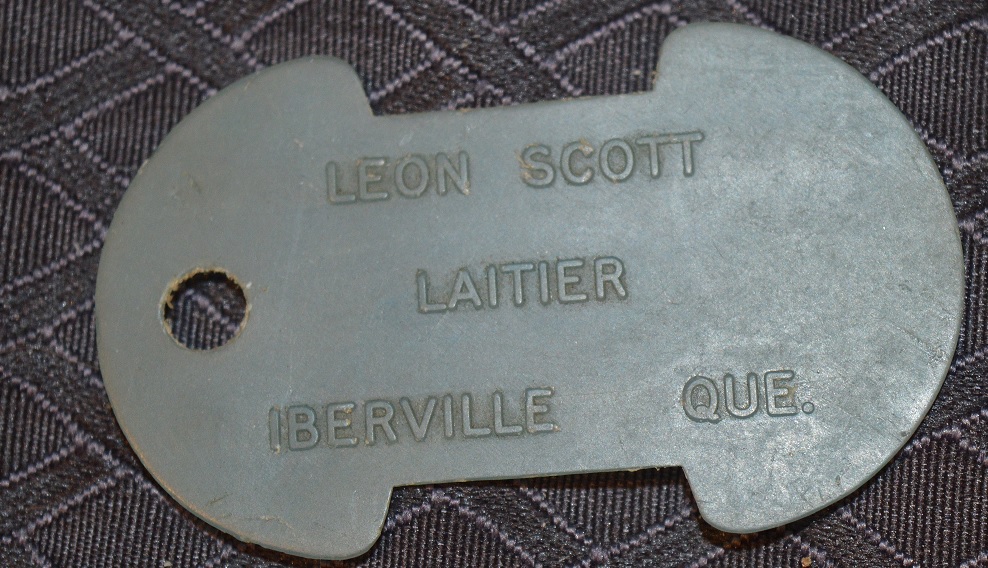 LEON SCOTT
LAITIER
IBERVILLE QUE.